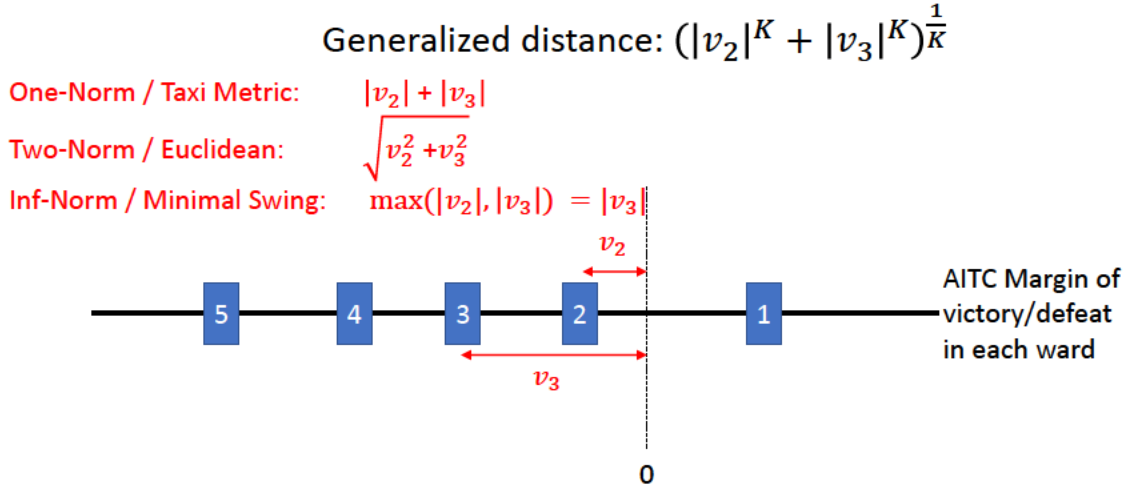 Generalized distance: (|v₂|ᴷ + |v₃|ᴷ)^(1/K)
One-Norm / Taxi Metric: |v₂| + |v₃|
Two-Norm / Euclidean: √(v₂² +v₃²)
Inf-Norm / Minimal Swing: max(|v₂|, |v₃|) = |v₃|
v₂
5 4 3 2 1
AITC Margin of
victory/defeat
in each ward
v₃
0